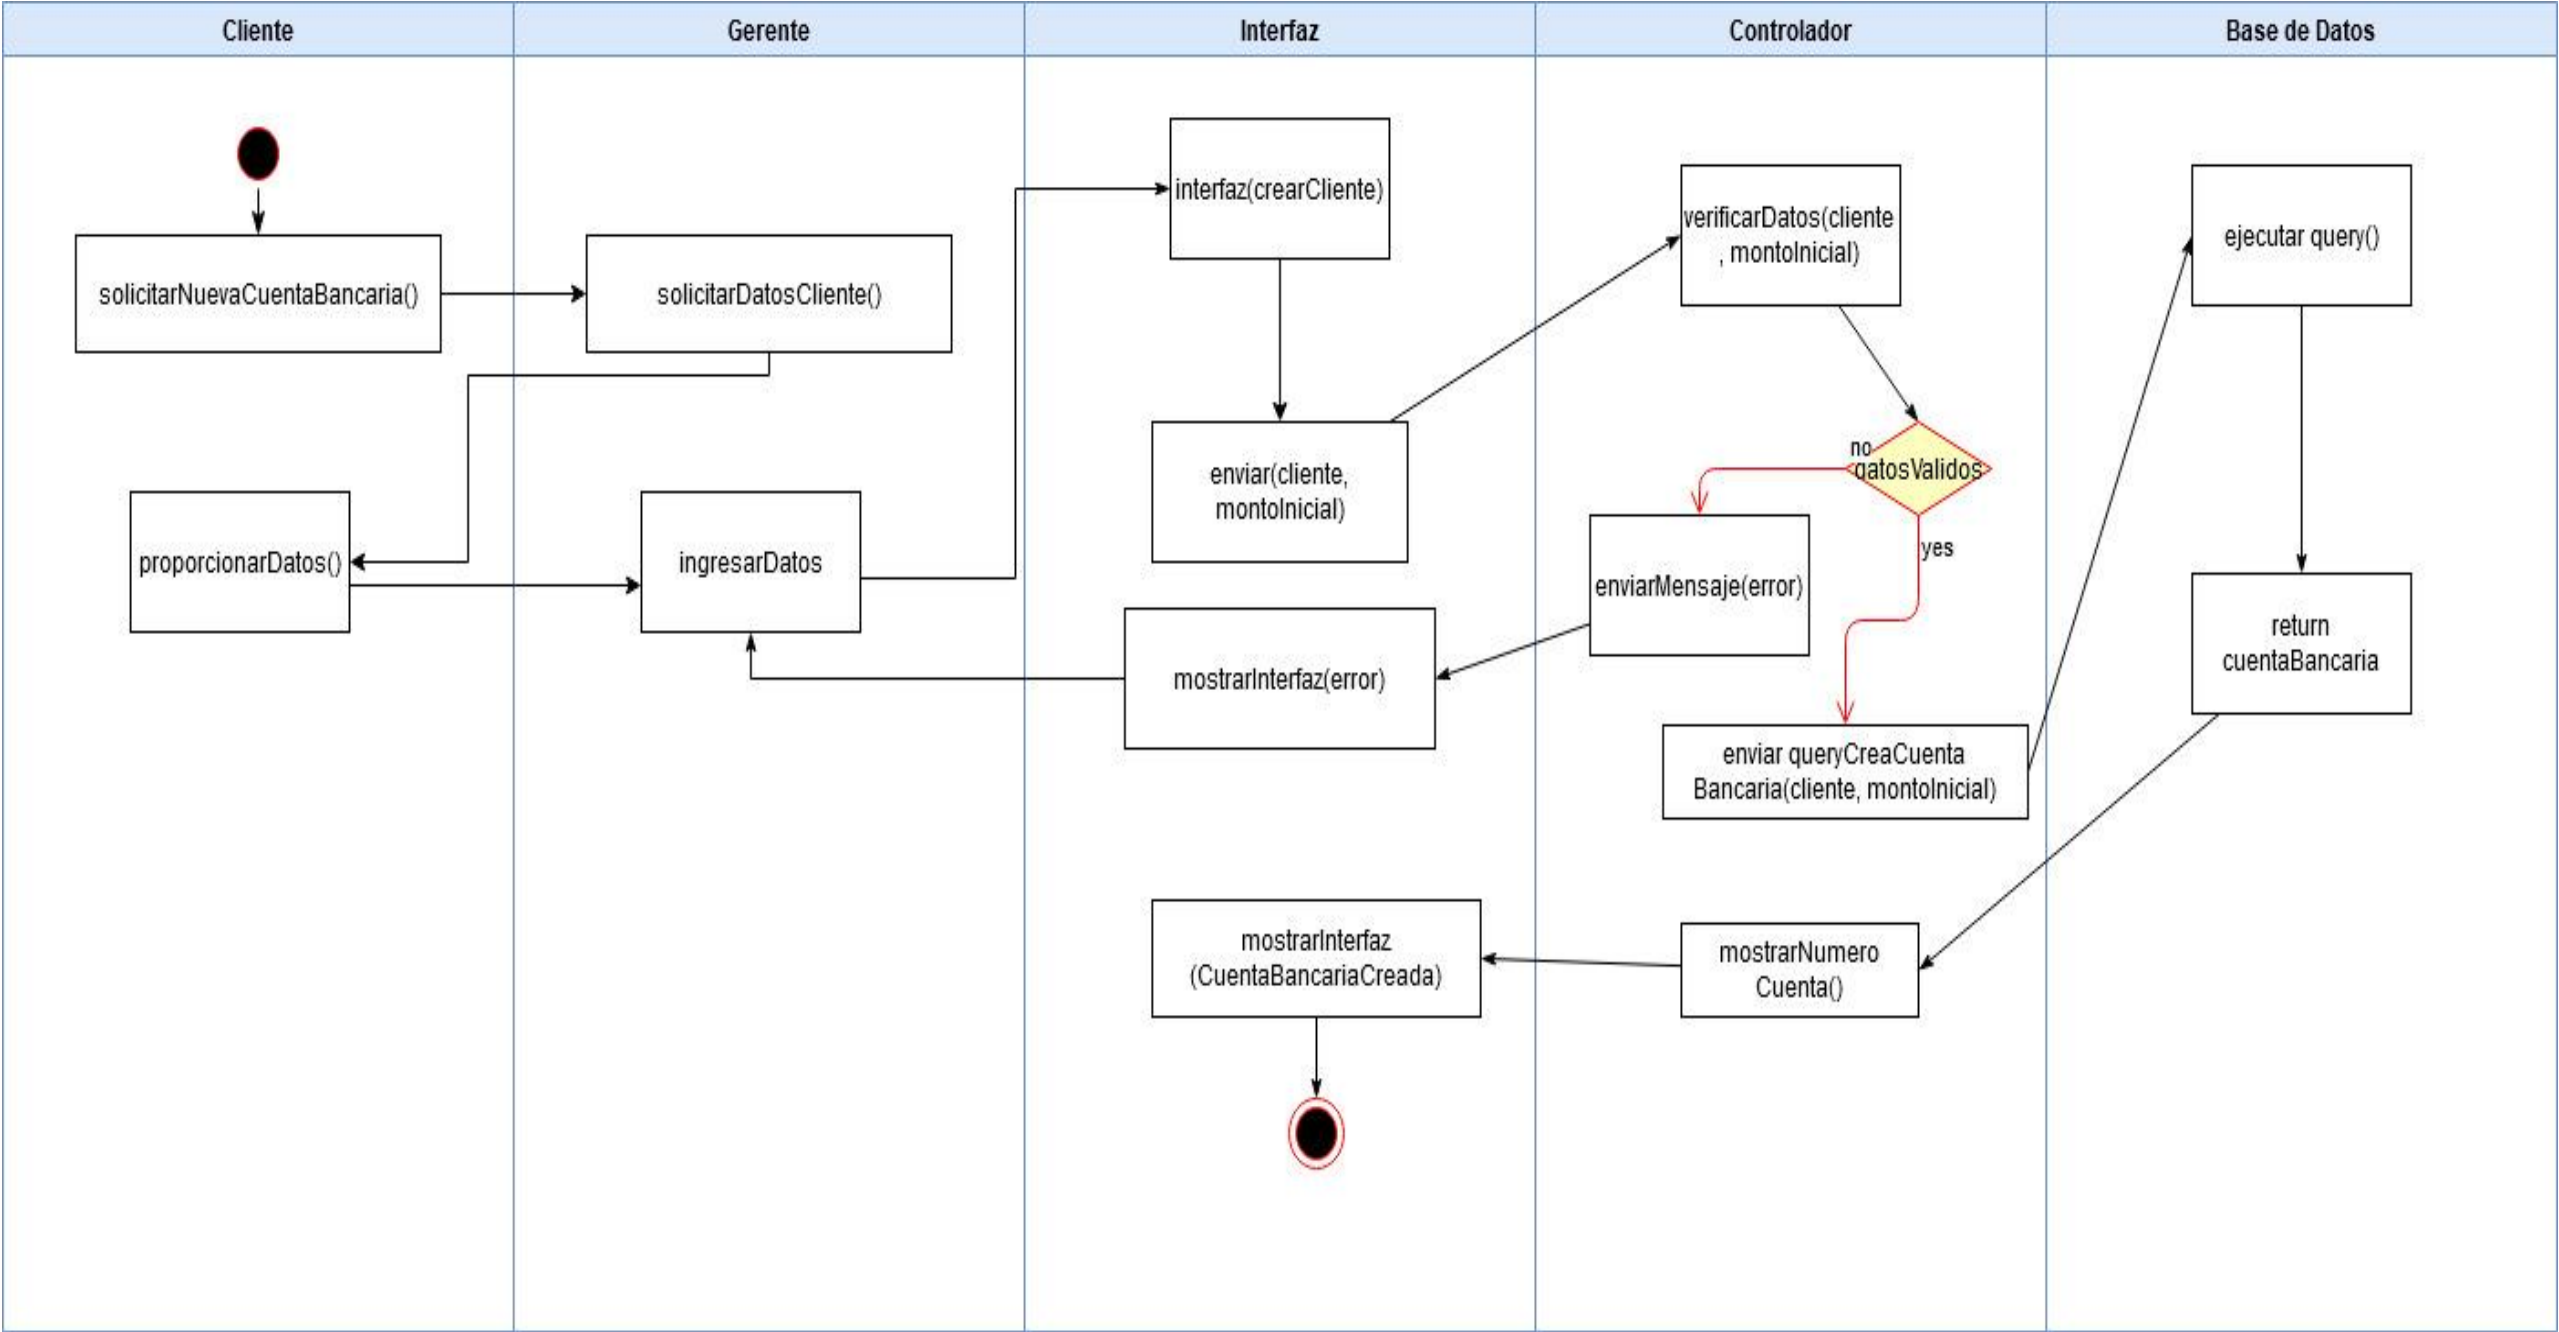 Cliente
Gerente
Interfaz
Controlador
Base de Datos
solicitarNuevaCuentaBancaria()
solicitarDatosCliente()
proporcionarDatos()
ingresarDatos
interfaz(crearCliente)
enviar(cliente,
montoInicial)
verificarDatos(cliente
, montoInicial)
no
datosValidos
yes
enviarMensaje(error)
mostrarInterfaz(error)
enviar queryCreaCuenta
Bancaria(cliente, montoInicial)
ejecutar query()
return
cuentaBancaria
mostrarNumero
Cuenta()
mostrarInterfaz
(CuentaBancariaCreada)